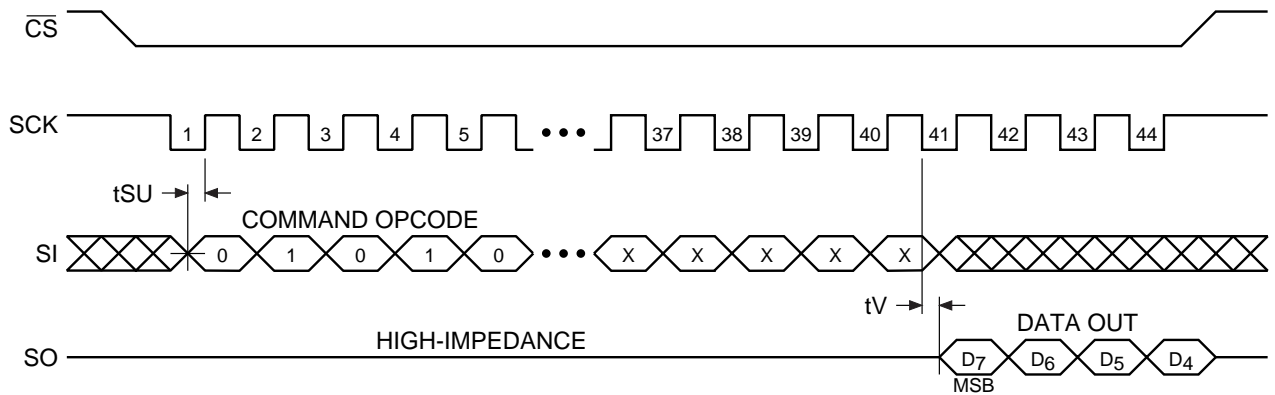 CS
SCK 1 2 3 4 5 ••• 37 38 39 40 41 42 43 44
tSU
COMMAND OPCODE
SI 0 1 0 1 0 ••• X X X X X
tV
HIGH-IMPEDANCE
DATA OUT
SO D7 D6 D5 D4
MSB